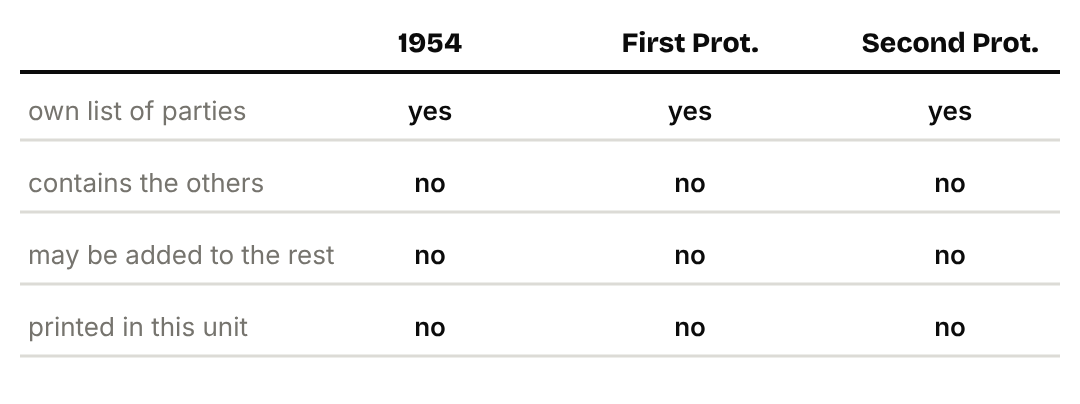 1954 First Prot. Second Prot.
own list of parties yes yes yes
contains the others no no no
may be added to the rest no no no
printed in this unit no no no